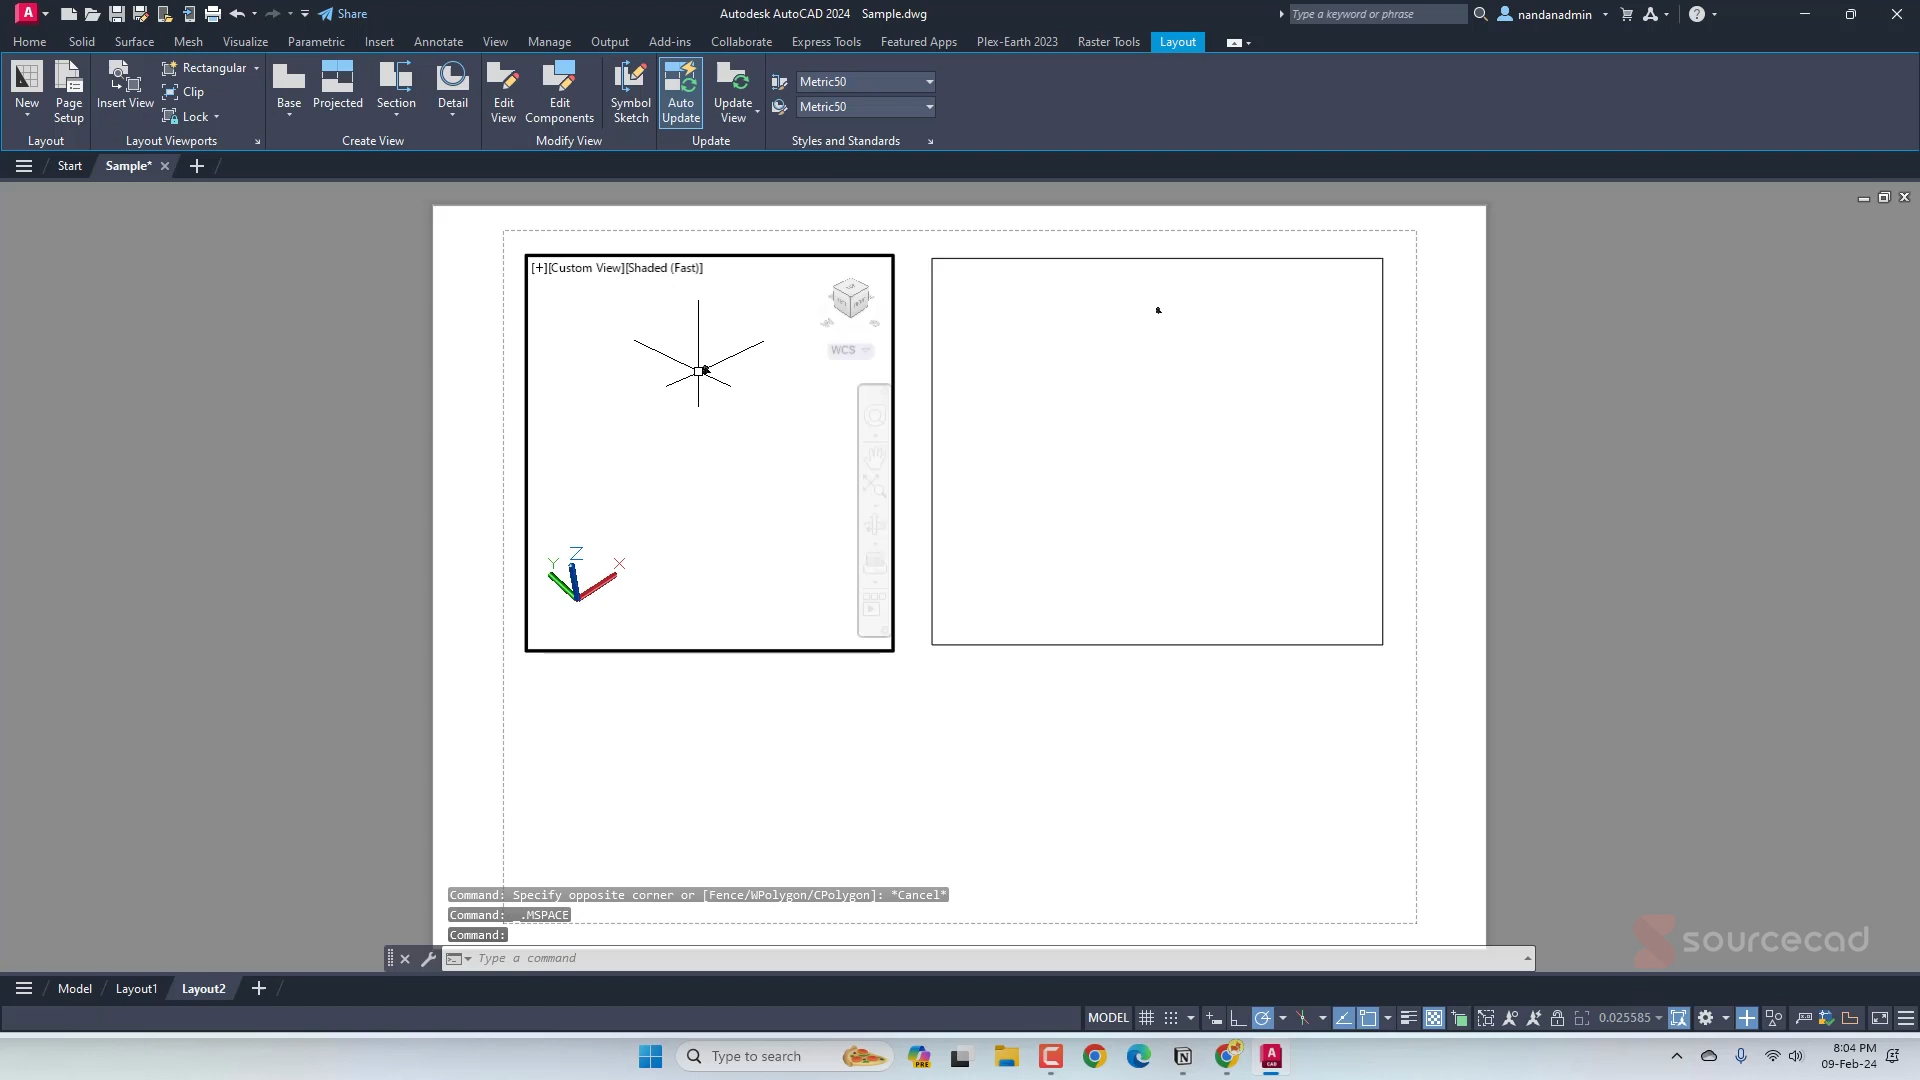 Share
Autodesk AutoCAD 2024 Sample.dwg
Type a keyword or phrase
nandanadmin
Home Solid Surface Mesh Visualize Parametric Insert Annotate View Manage Output Add-ins Collaborate Express Tools Featured Apps Plex-Earth 2023 Raster Tools Layout
New
Page Setup
Insert View
Rectangular
Clip
Lock
Base
Projected
Section
Detail
Edit View
Edit Components
Symbol Sketch
Auto Update
Update View
Metric50
Metric50
Layout
Layout Viewports
Create View
Modify View
Update
Styles and Standards
Start
Sample*
[+][Custom View][Shaded (Fast)]
WCS
Y Z X
Command: Specify opposite corner or [Fence/WPolygon/CPolygon]: *Cancel*
Command: _.MSPACE
Command:
Type a command
sourcecad
Model Layout1 Layout2
MODEL
0.025585
Type to search
PRE
8:04 PM
09-Feb-24